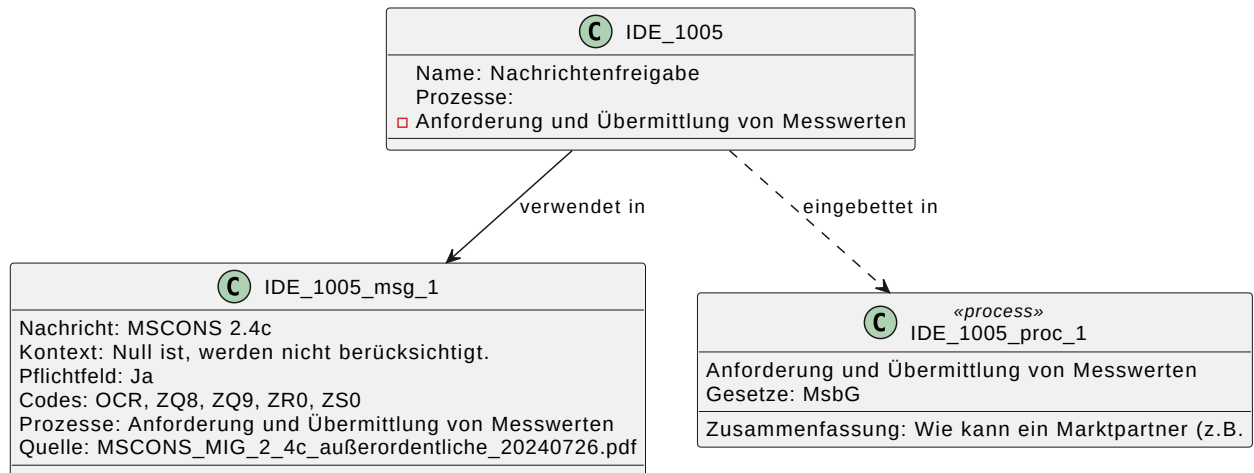 C IDE_1005
Name: Nachrichtenfreigabe
Prozesse:
Anforderung und Übermittlung von Messwerten
verwendet in
eingebettet in
C IDE_1005_msg_1
Nachricht: MSCONS 2.4c
Kontext: Null ist, werden nicht berücksichtigt.
Pflichtfeld: Ja
Codes: OCR, ZQ8, ZQ9, ZR0, ZS0
Prozesse: Anforderung und Übermittlung von Messwerten
Quelle: MSCONS_MIG_2_4c_außerordentliche_20240726.pdf
«process»
C IDE_1005_proc_1
Anforderung und Übermittlung von Messwerten
Gesetze: MsbG
Zusammenfassung: Wie kann ein Marktpartner (z.B.